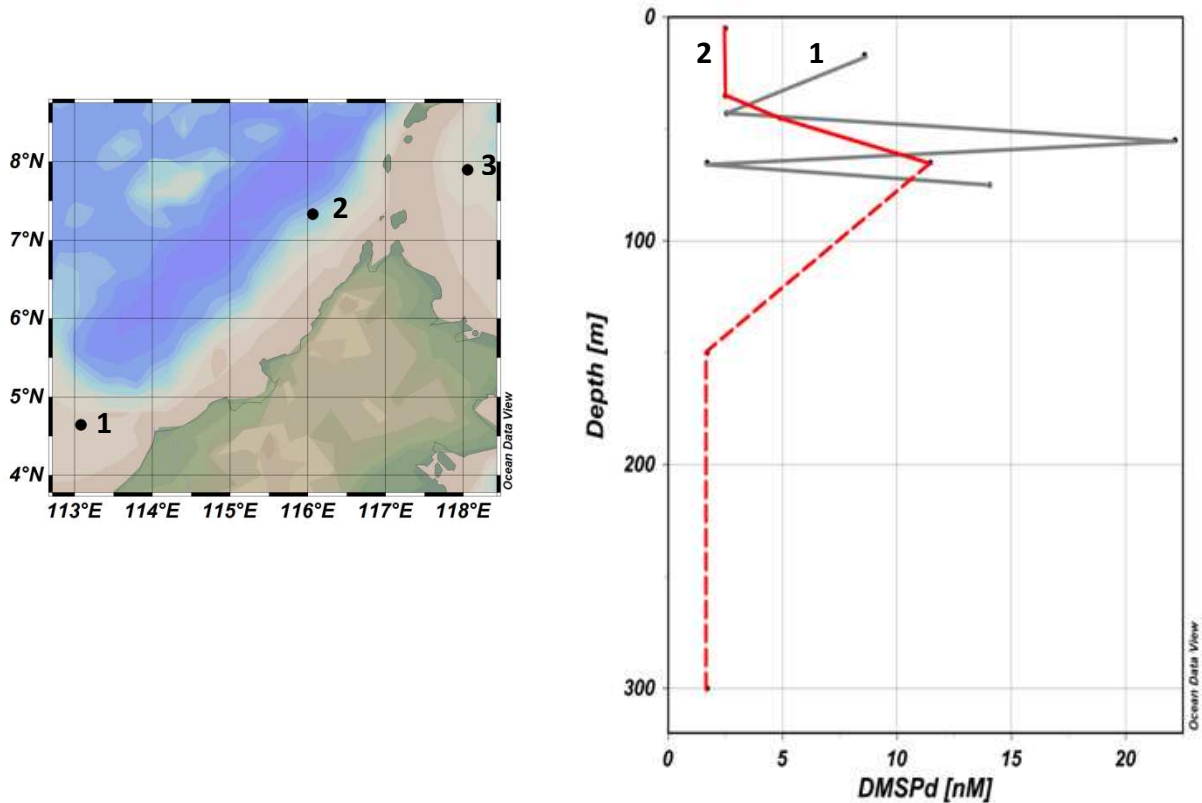 8°N
7°N
6°N
5°N
4°N
113°E 114°E 115°E 116°E 117°E 118°E
1
2
3
Ocean Data View
0
100
200
300
Depth [m]
2 1
0 5 10 15 20
DMSPd [nM]
Ocean Data View